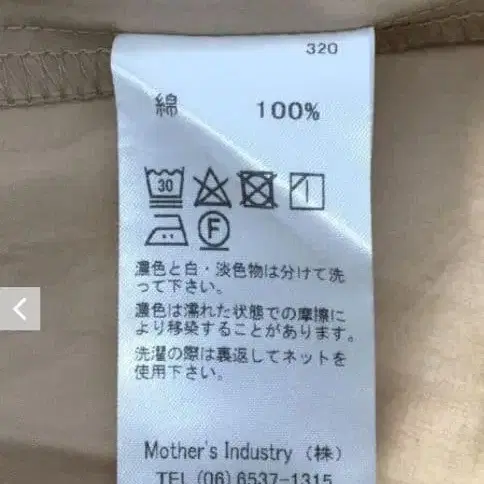 320
綿 100%
30
F
濃色と白・淡色物は分けて洗
って下さい。
濃色は濡れた状態での摩擦に
より移染することがあります。
洗濯の際は裏返してネットを
使用下さい。
Mother's Industry (株)
TEL (06) 6537-1315